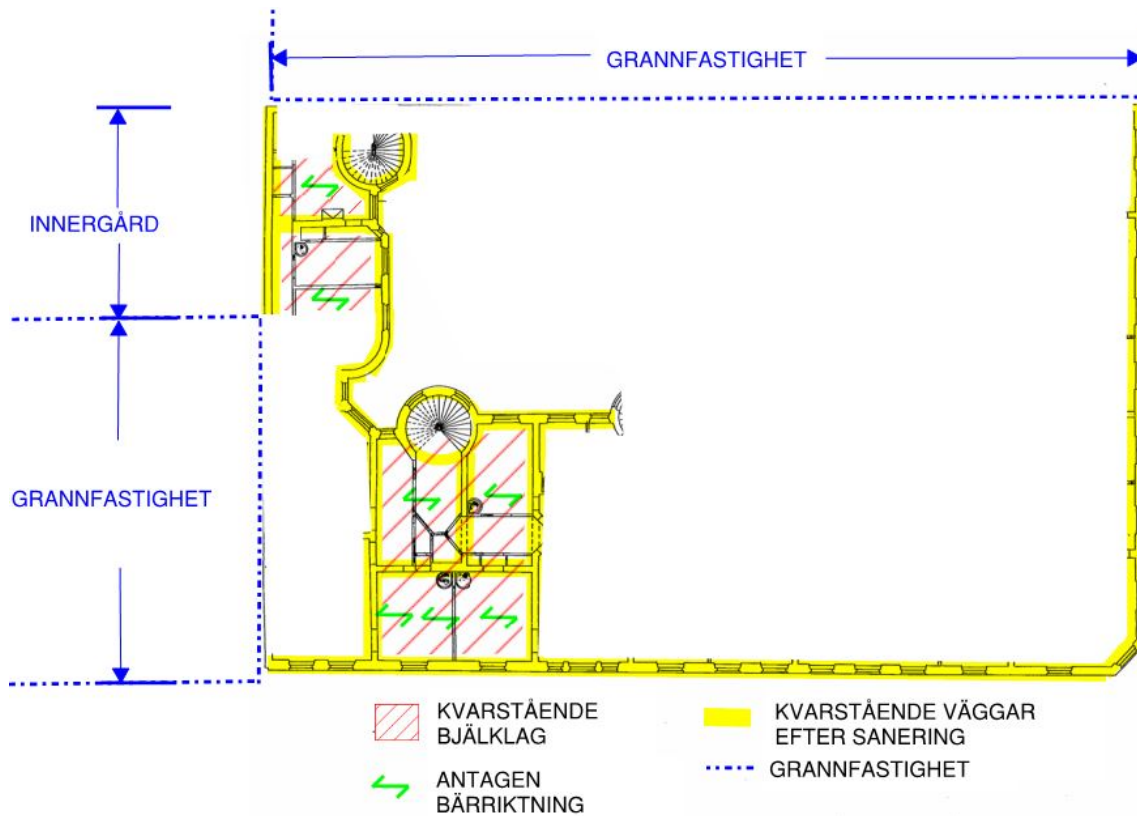 GRANNFASTIGHET
INNERGÅRD
GRANNFASTIGHET
KVARSTÅENDE
BJÄLKLAG
ANTAGEN
BÄRRIKTNING
KVARSTÅENDE VÄGGAR
EFTER SANERING
GRANNFASTIGHET